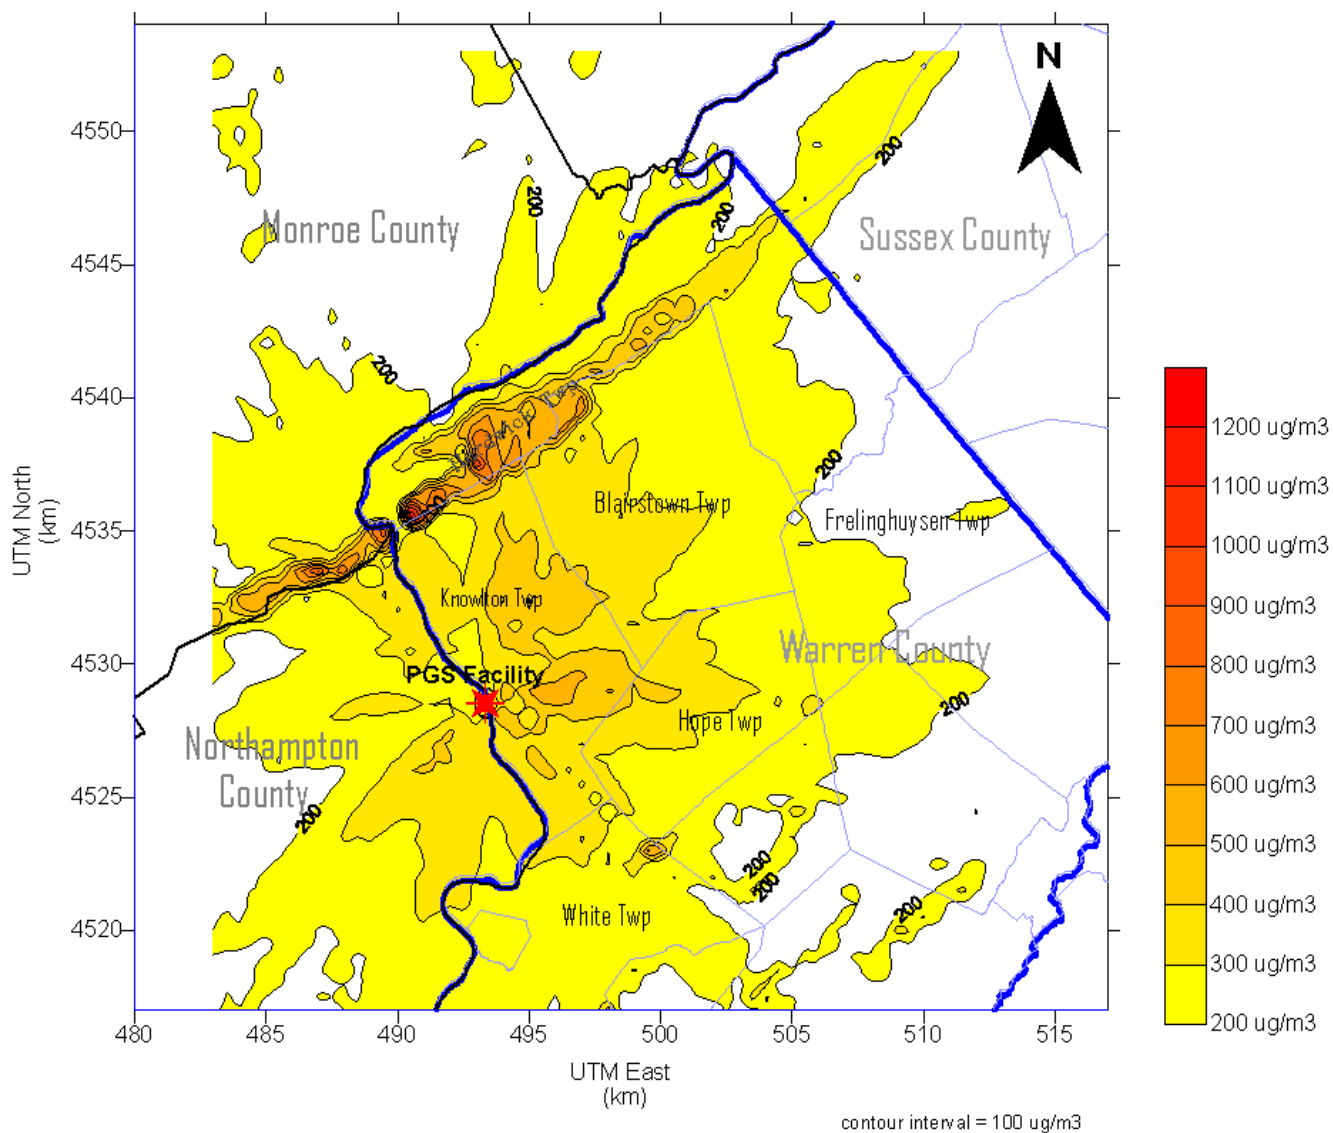 N
4550
200
200
Monroe County
200
Sussex County
4545
200
4540
Hardwick Twp
1200 ug/m3
200
1100 ug/m3
Blairstown Twp
Frelinghuysen Twp
4535
1000 ug/m3
UTM North
(km)
Knowlton Twp
900 ug/m3
Warren County
4530
PGS Facility
800 ug/m3
200
Hope Twp
700 ug/m3
Northampton
County
600 ug/m3
4525
200
500 ug/m3
200
200
400 ug/m3
White Twp
200
4520
300 ug/m3
200 ug/m3
480 485 490 495 500 505 510 515
UTM East
(km)
contour interval = 100 ug/m3